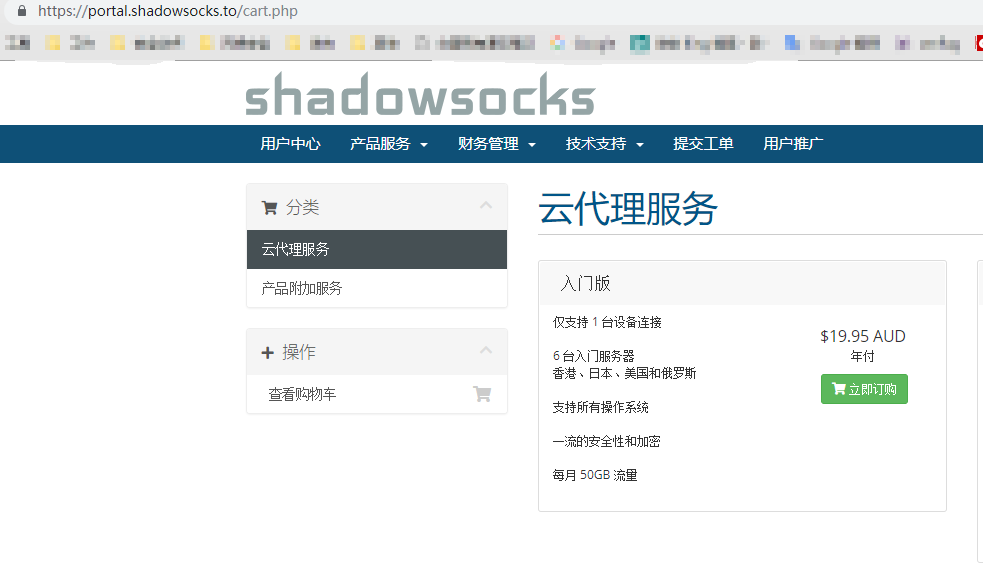 https://portal.shadowsocks.to/cart.php
shadowsocks
用户中心 产品服务 财务管理 技术支持 提交工单 用户推广
分类
云代理服务
产品附加服务
操作
查看购物车
云代理服务
入门版
仅支持 1 台设备连接
6 台入门服务器
香港、日本、美国和俄罗斯
支持所有操作系统
一流的安全性和加密
每月 50GB 流量
$19.95 AUD
年付
立即订购